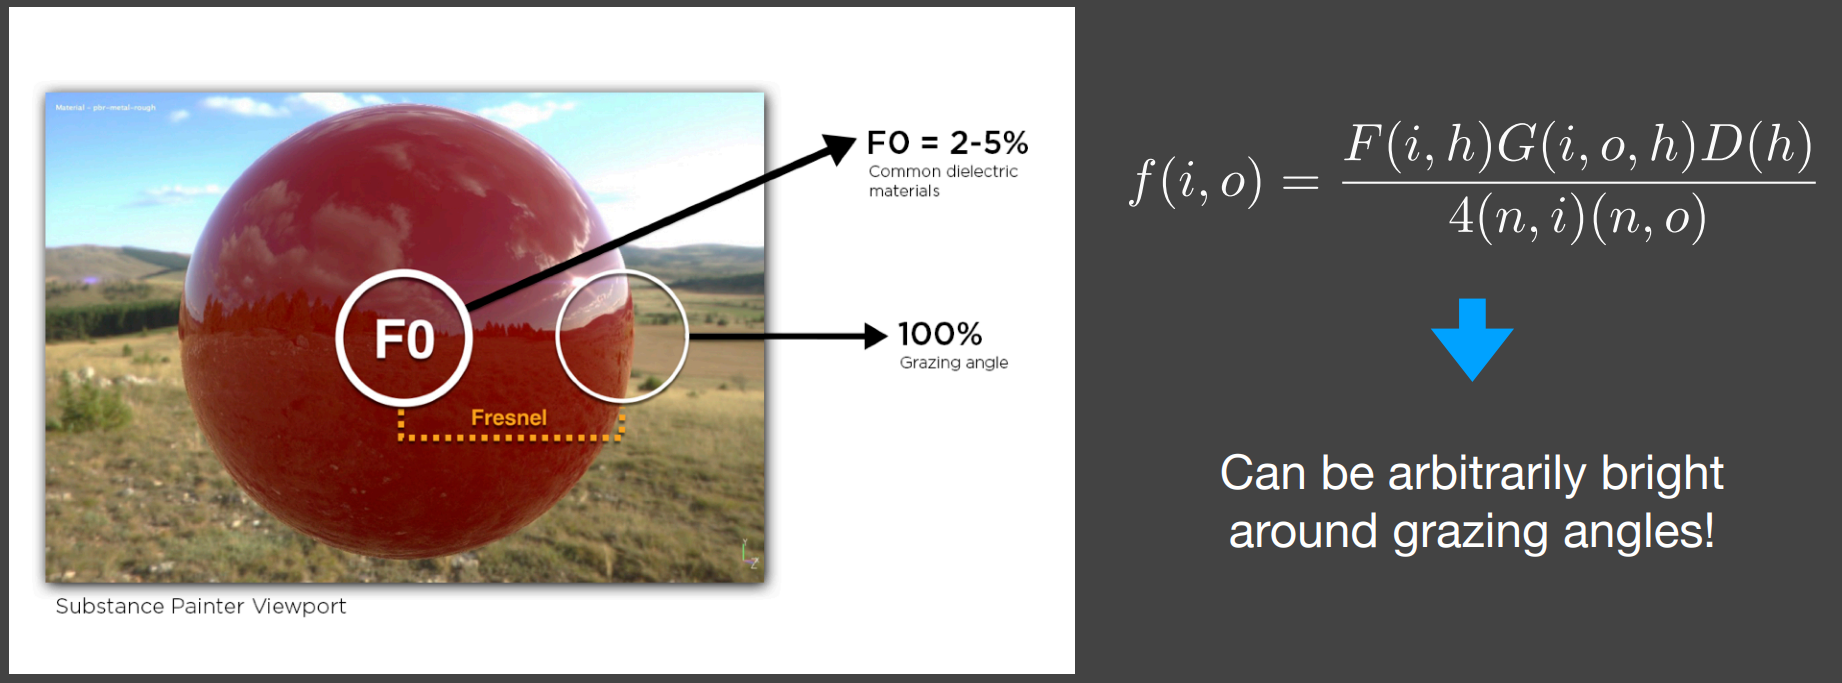 Material - pbr-metal-rough
F0 = 2-5%
Common dielectric
materials
F0
100%
Grazing angle
Fresnel
Y
Z
Substance Painter Viewport
f(i, o) = F(i, h)G(i, o, h)D(h) / 4(n, i)(n, o)
Can be arbitrarily bright
around grazing angles!